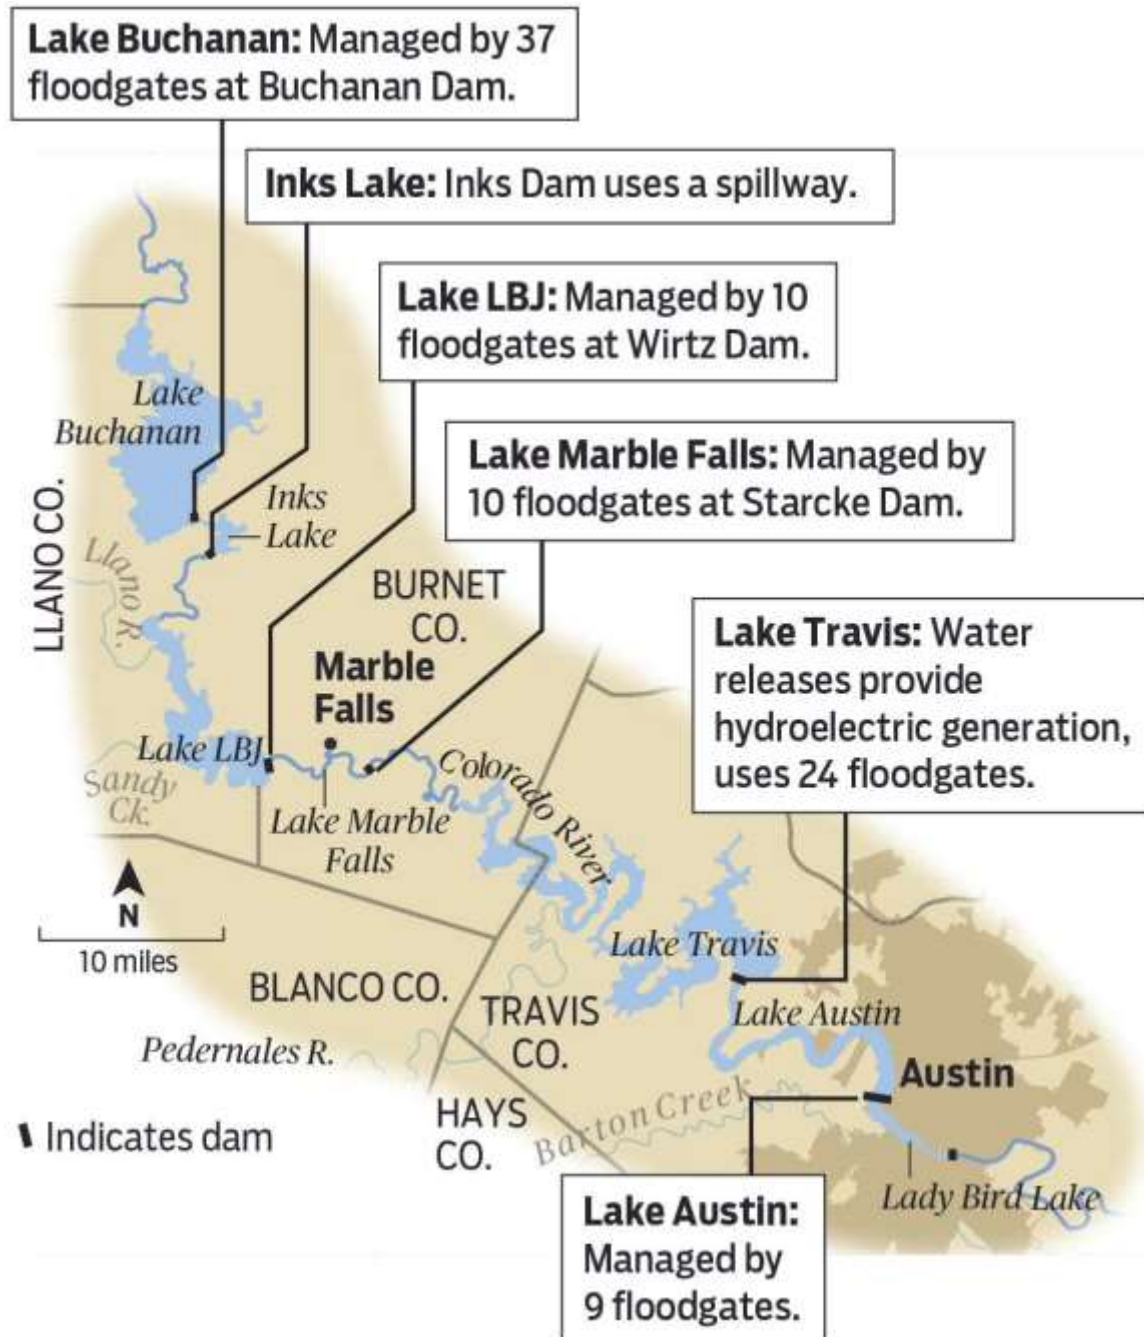 Lake Buchanan: Managed by 37
floodgates at Buchanan Dam.
Inks Lake: Inks Dam uses a spillway.
Lake LBJ: Managed by 10
floodgates at Wirtz Dam.
Lake
Buchanan
Lake Marble Falls: Managed by
10 floodgates at Starcke Dam.
Inks
Lake
LLANO CO.
Llano R.
BURNET
CO.
Lake Travis: Water
releases provide
hydroelectric generation,
uses 24 floodgates.
Marble
Falls
Lake LBJ
Sandy
Ck.
Colorado River
Lake Marble
Falls
N
10 miles
Lake Travis
BLANCO CO.
TRAVIS
CO.
Lake Austin
Pedernales R.
Austin
HAYS
CO.
Barton Creek
Indicates dam
Lady Bird Lake
Lake Austin:
Managed by
9 floodgates.